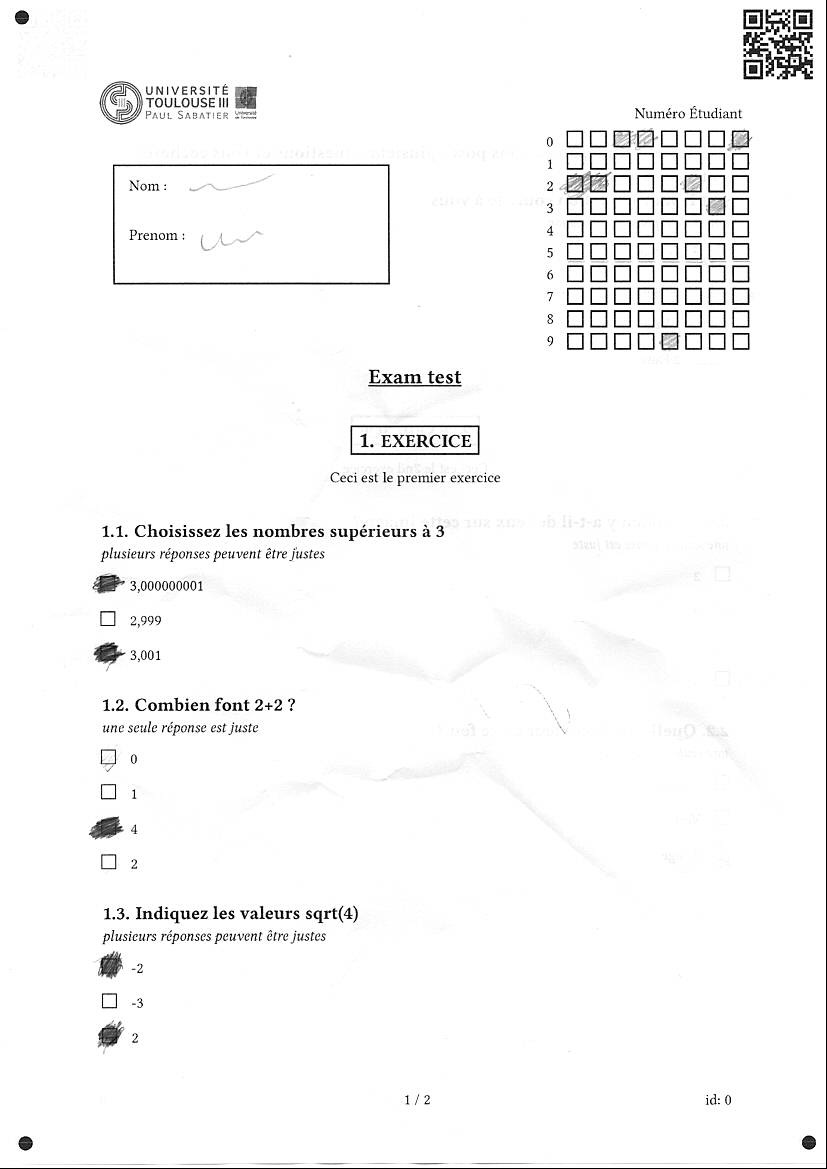 UNIVERSITÉ
TOULOUSE III
PAUL SABATIER
Numéro Étudiant
0
1
2
3
4
5
6
7
8
9
Nom :
Prenom :
Exam test
1. EXERCICE
Ceci est le premier exercice
1.1. Choisissez les nombres supérieurs à 3
plusieurs réponses peuvent être justes
3,000000001
2,999
3,001
1.2. Combien font 2+2 ?
une seule réponse est juste
0
1
4
2
1.3. Indiquez les valeurs sqrt(4)
plusieurs réponses peuvent être justes
-2
-3
2
1 / 2
id: 0